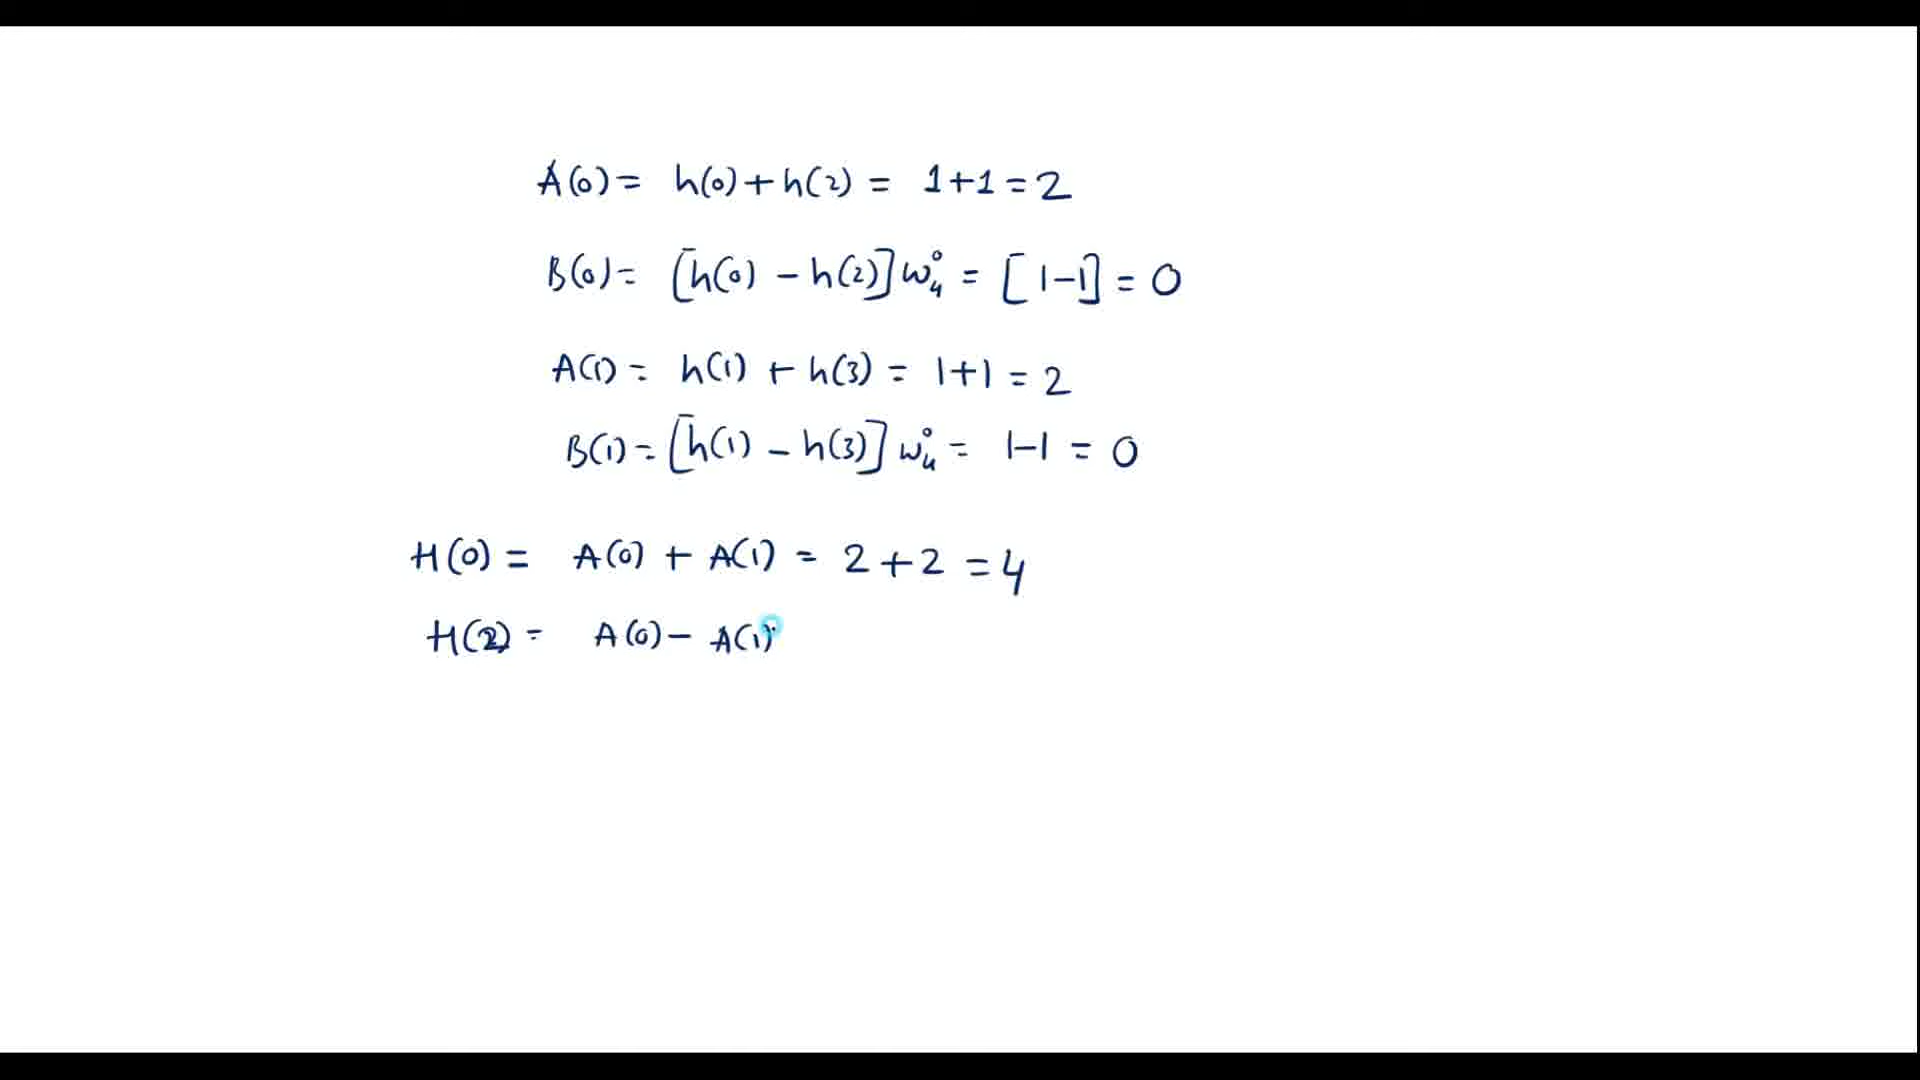 A(0) = h(0) + h(2) = 1+1 = 2
B(0) = [h(0) - h(2)] w₄⁰ = [1-1] = 0
A(1) = h(1) + h(3) = 1+1 = 2
B(1) = [h(1) - h(3)] w₄⁰ = 1-1 = 0
H(0) = A(0) + A(1) = 2+2 = 4
H(2) = A(0) - A(1)